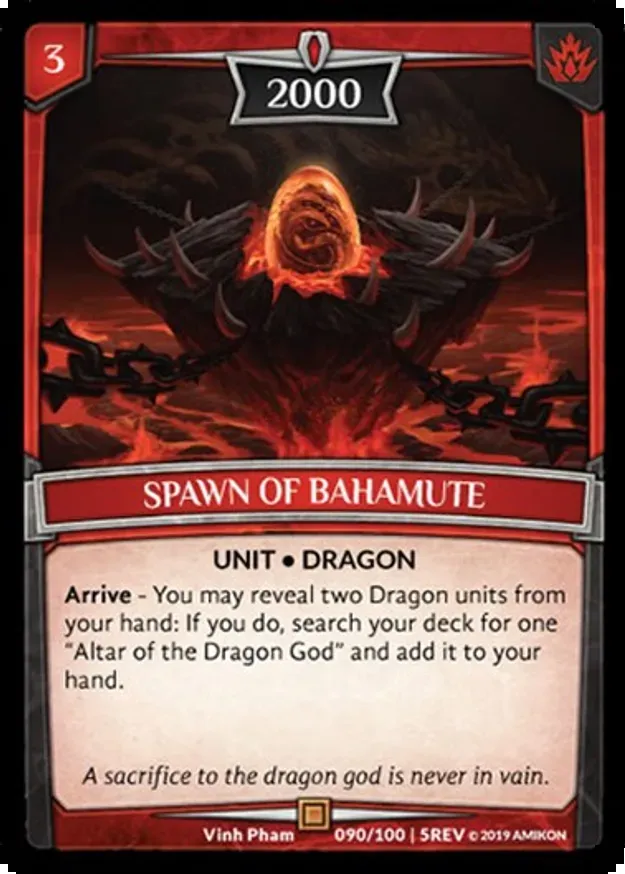 3
2000
SPAWN OF BAHAMUTE
UNIT ● DRAGON
Arrive - You may reveal two Dragon units from
your hand: If you do, search your deck for one
"Altar of the Dragon God" and add it to your
hand.
A sacrifice to the dragon god is never in vain.
Vinh Pham 090/100 | 5REV © 2019 AMIKON